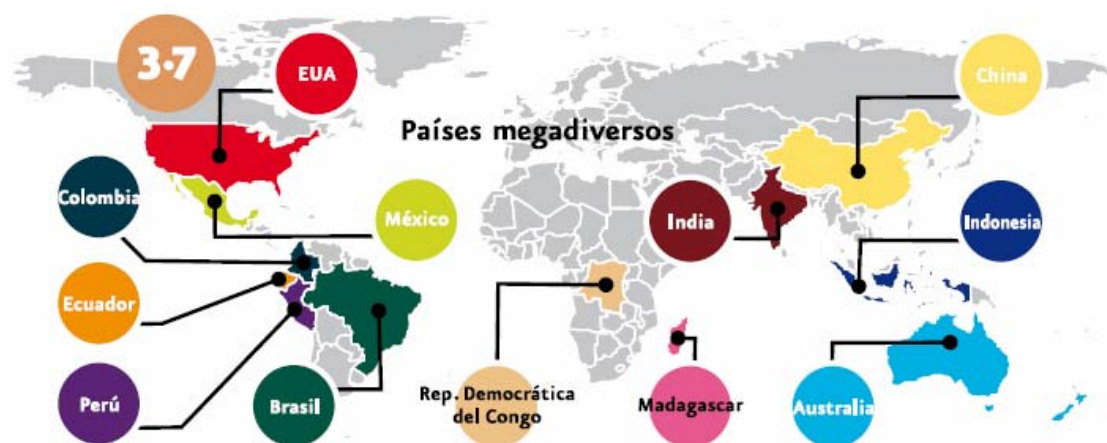 3·7
EUA
China
Países megadiversos
Colombia
México
India
Indonesia
Ecuador
Perú
Brasil
Rep. Democrática
del Congo
Madagascar
Australia